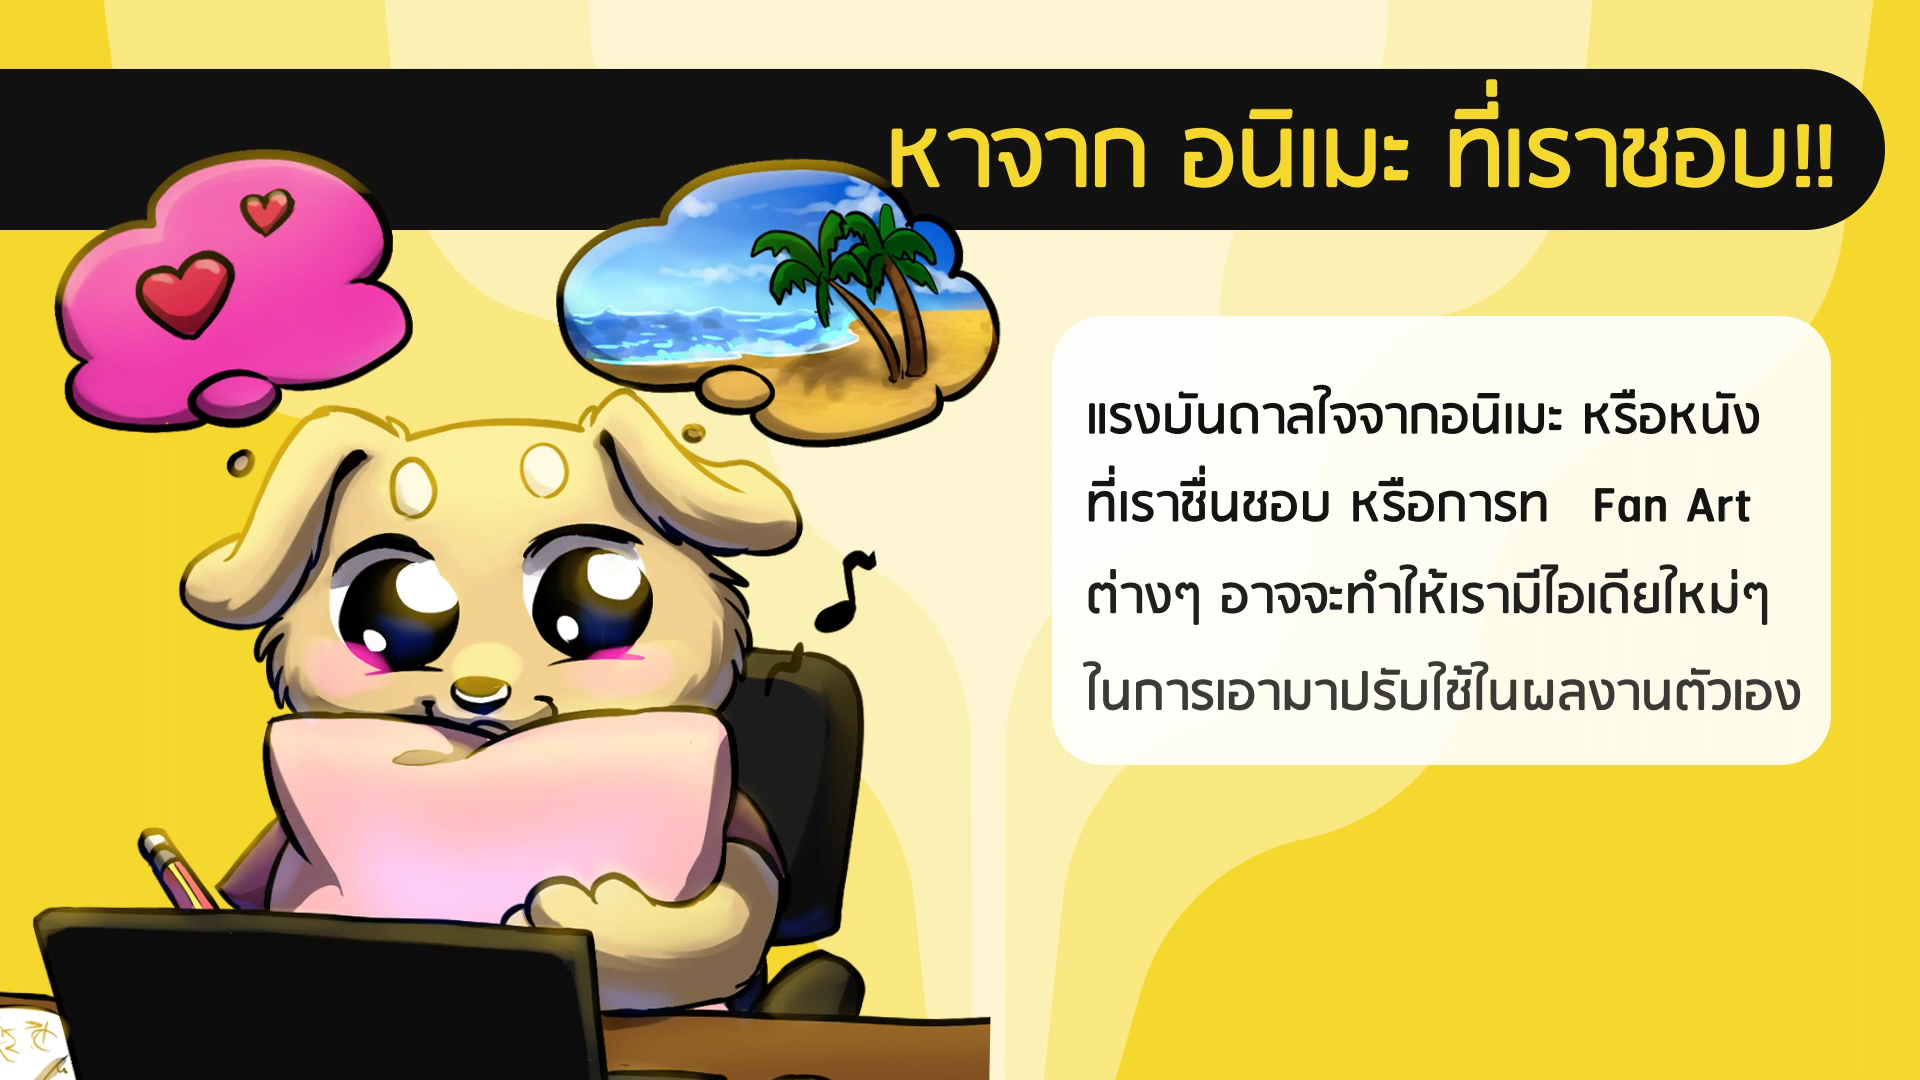 หาจาก อนิเมะ ที่เราชอบ!!
แรงบันดาลใจจากอนิเมะ หรือหนัง
ที่เราชื่นชอบ หรือการท Fan Art
ต่างๆ อาจจะทำให้เรามีไอเดียใหม่ๆ
ในการเอามาปรับใช้ในผลงานตัวเอง